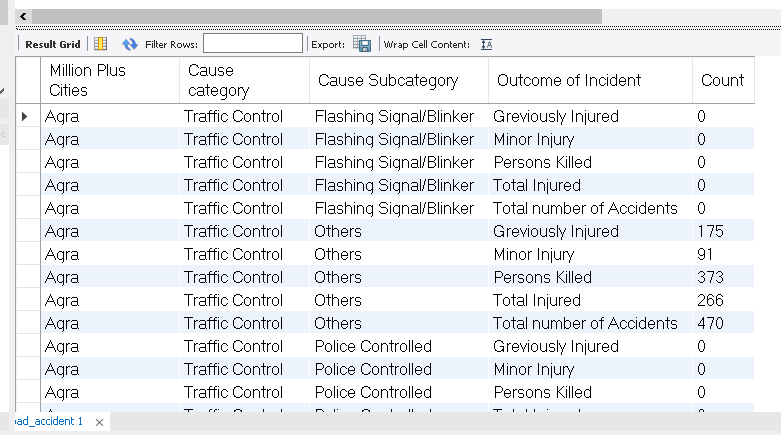 Result Grid Filter Rows: Export: Wrap Cell Content:
Million Plus Cities Cause category Cause Subcategory Outcome of Incident Count
Agra Traffic Control Flashing Signal/Blinker Greviously Injured 0
Agra Traffic Control Flashing Signal/Blinker Minor Injury 0
Agra Traffic Control Flashing Signal/Blinker Persons Killed 0
Agra Traffic Control Flashing Signal/Blinker Total Injured 0
Agra Traffic Control Flashing Signal/Blinker Total number of Accidents 0
Agra Traffic Control Others Greviously Injured 175
Agra Traffic Control Others Minor Injury 91
Agra Traffic Control Others Persons Killed 373
Agra Traffic Control Others Total Injured 266
Agra Traffic Control Others Total number of Accidents 470
Agra Traffic Control Police Controlled Greviously Injured 0
Agra Traffic Control Police Controlled Minor Injury 0
Agra Traffic Control Police Controlled Persons Killed 0
oad_accident 1